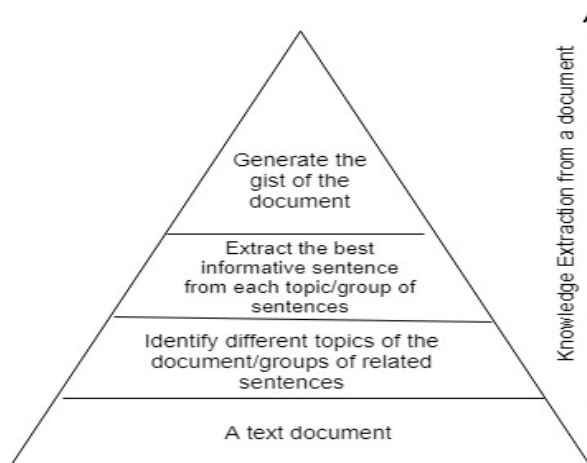 Generate the
gist of the
document
Extract the best
informative sentence
from each topic/group of
sentences
Identify different topics of the
document/groups of related
sentences
A text document
Knowledge Extraction from a document